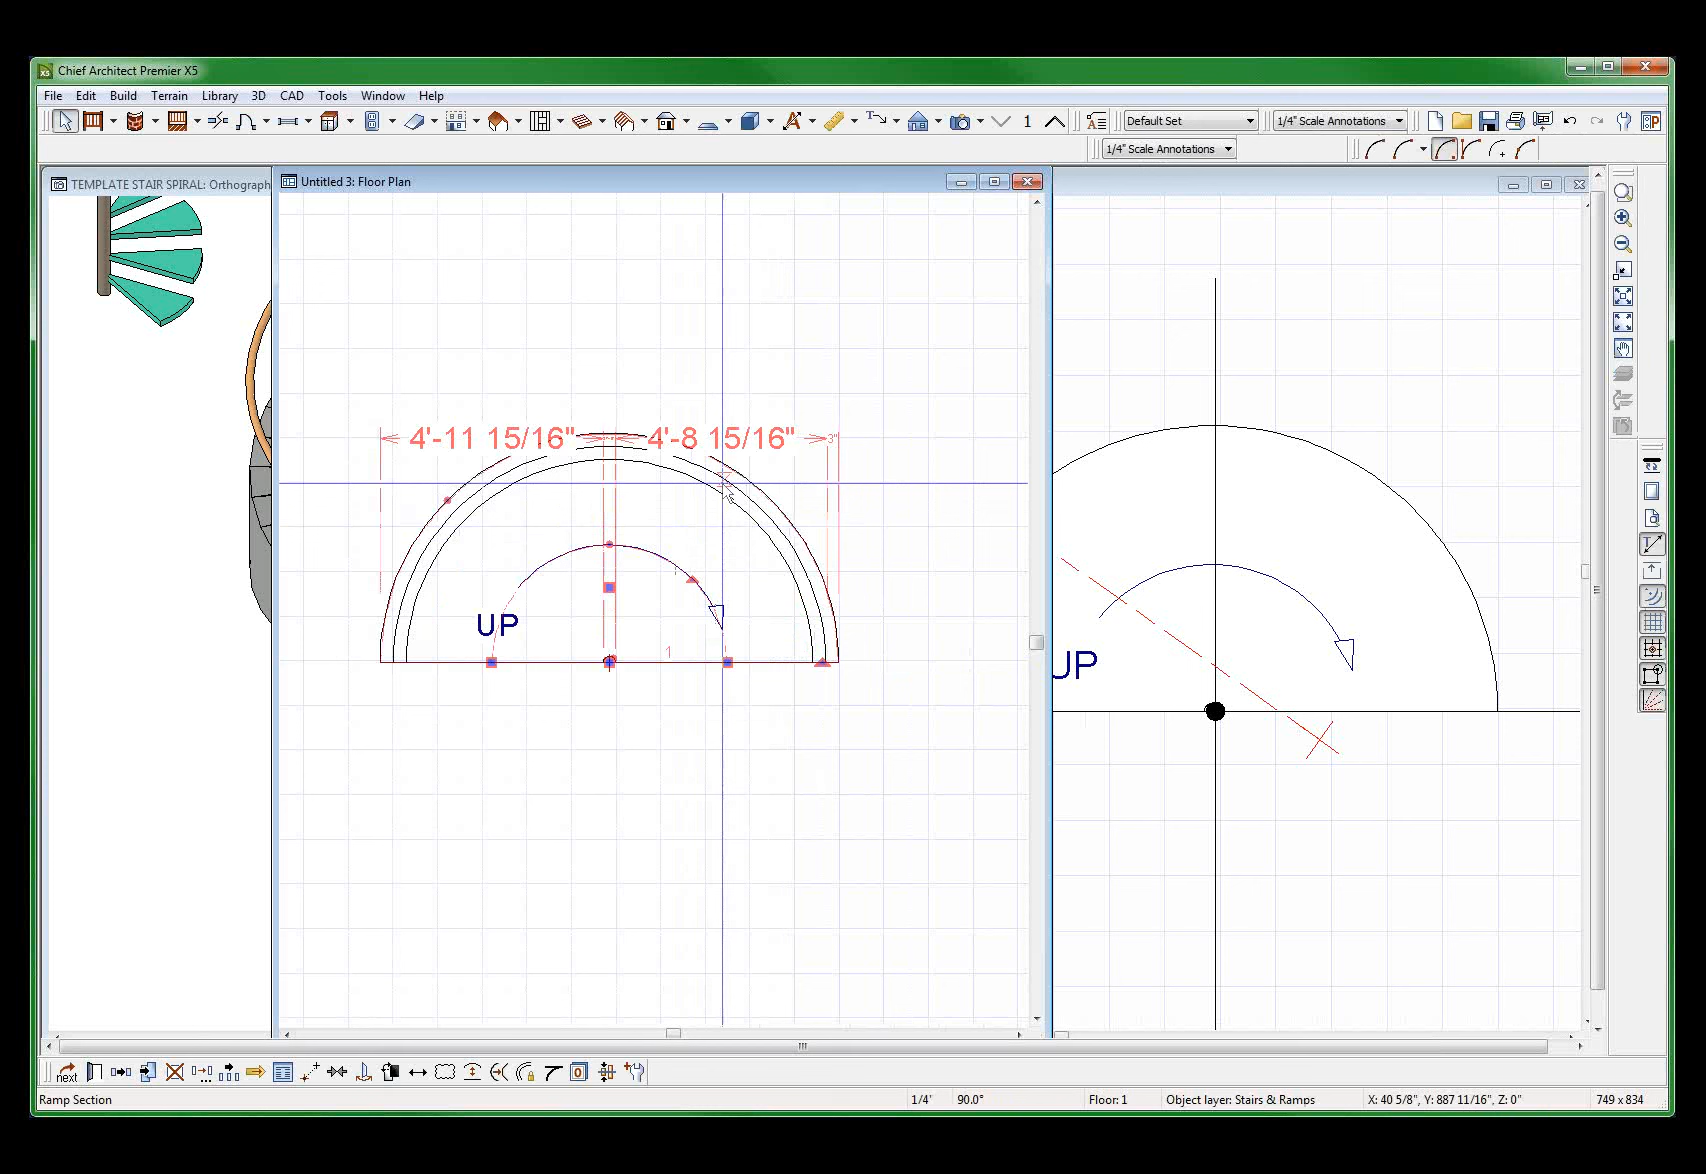 Chief Architect Premier X5
File Edit Build Terrain Library 3D CAD Tools Window Help
1 Default Set 1/4" Scale Annotations
1/4" Scale Annotations
TEMPLATE STAIR SPIRAL: Orthograph
Untitled 3: Floor Plan
4'-11 15/16" 4'-8 15/16" 3"
UP
1
UP
next
Ramp Section 1/4' 90.0° Floor: 1 Object layer: Stairs & Ramps X: 40 5/8", Y: 887 11/16", Z: 0" 749 x 834